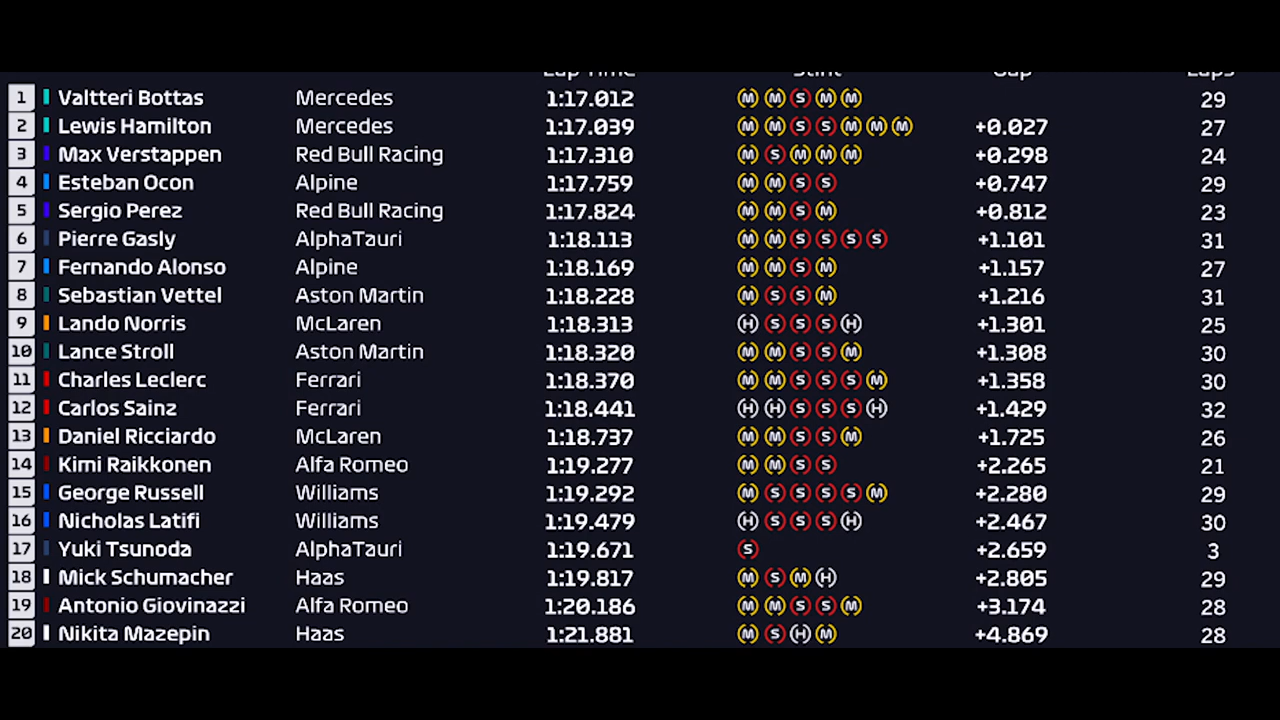 Lap Time Stint Gap Laps
1 Valtteri Bottas Mercedes 1:17.012 M M S M M 29
2 Lewis Hamilton Mercedes 1:17.039 M M S S M M M +0.027 27
3 Max Verstappen Red Bull Racing 1:17.310 M S M M M +0.298 24
4 Esteban Ocon Alpine 1:17.759 M M S S +0.747 29
5 Sergio Perez Red Bull Racing 1:17.824 M M S M +0.812 23
6 Pierre Gasly AlphaTauri 1:18.113 M M S S S S +1.101 31
7 Fernando Alonso Alpine 1:18.169 M M S M +1.157 27
8 Sebastian Vettel Aston Martin 1:18.228 M S S M +1.216 31
9 Lando Norris McLaren 1:18.313 H S S S H +1.301 25
10 Lance Stroll Aston Martin 1:18.320 M M S S M +1.308 30
11 Charles Leclerc Ferrari 1:18.370 M M S S S M +1.358 30
12 Carlos Sainz Ferrari 1:18.441 H H S S S H +1.429 32
13 Daniel Ricciardo McLaren 1:18.737 M M S S M +1.725 26
14 Kimi Raikkonen Alfa Romeo 1:19.277 M M S S +2.265 21
15 George Russell Williams 1:19.292 M S S S S M +2.280 29
16 Nicholas Latifi Williams 1:19.479 H S S S H +2.467 30
17 Yuki Tsunoda AlphaTauri 1:19.671 S +2.659 3
18 Mick Schumacher Haas 1:19.817 M S M H +2.805 29
19 Antonio Giovinazzi Alfa Romeo 1:20.186 M M S S M +3.174 28
20 Nikita Mazepin Haas 1:21.881 M S H M +4.869 28